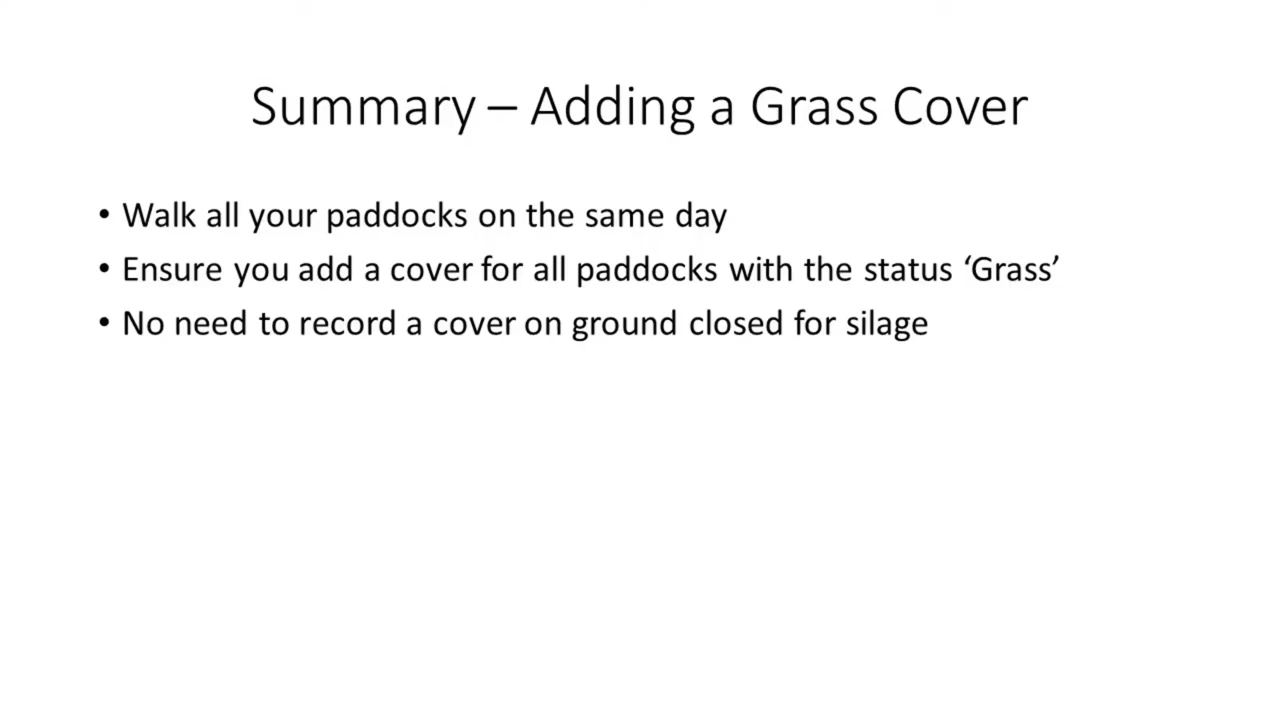 Summary – Adding a Grass Cover
• Walk all your paddocks on the same day
• Ensure you add a cover for all paddocks with the status ‘Grass’
• No need to record a cover on ground closed for silage